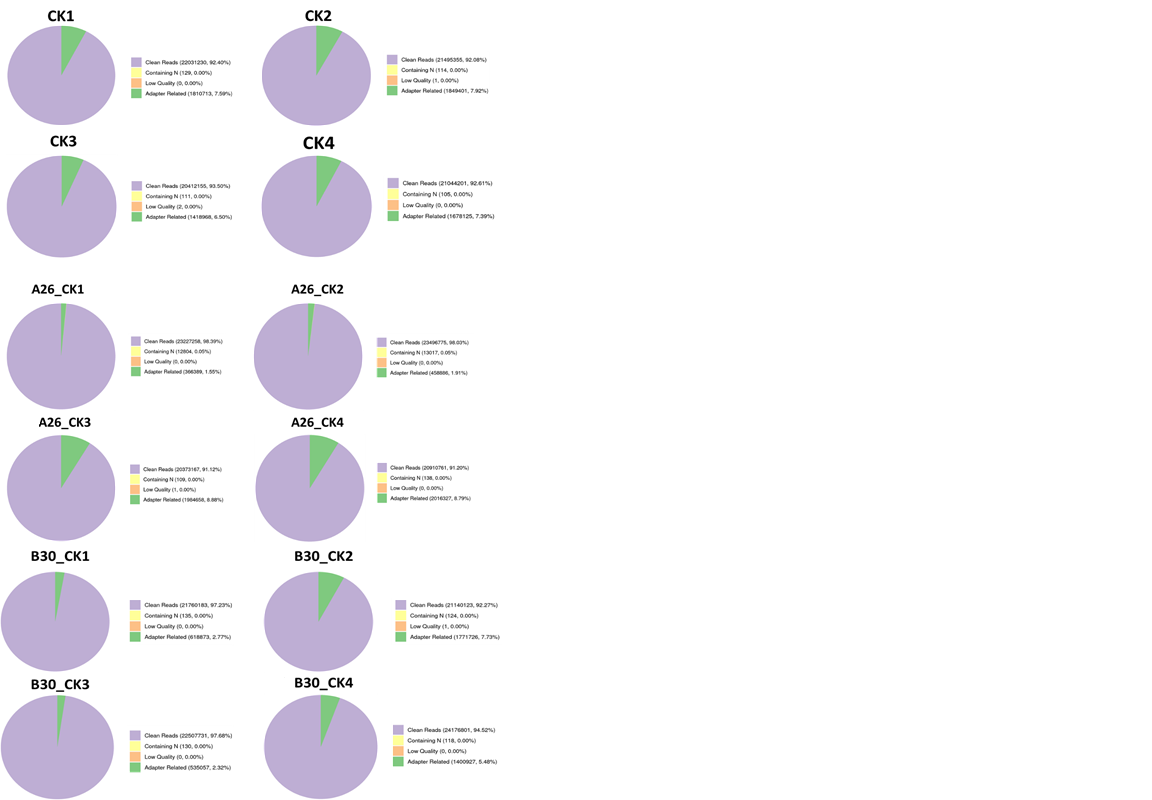 CK1
Clean Reads (22031230, 92.40%)
Containing N (129, 0.00%)
Low Quality (0, 0.00%)
Adapter Related (1810713, 7.59%)
CK2
Clean Reads (21495355, 92.08%)
Containing N (114, 0.00%)
Low Quality (1, 0.00%)
Adapter Related (1849401, 7.92%)
CK3
Clean Reads (20412155, 93.50%)
Containing N (111, 0.00%)
Low Quality (2, 0.00%)
Adapter Related (1418968, 6.50%)
CK4
Clean Reads (21044201, 92.61%)
Containing N (105, 0.00%)
Low Quality (0, 0.00%)
Adapter Related (1678125, 7.39%)
A26_CK1
Clean Reads (23227258, 98.39%)
Containing N (12804, 0.05%)
Low Quality (0, 0.00%)
Adapter Related (366389, 1.55%)
A26_CK2
Clean Reads (23496775, 98.03%)
Containing N (13017, 0.05%)
Low Quality (0, 0.00%)
Adapter Related (458886, 1.91%)
A26_CK3
Clean Reads (20373167, 91.12%)
Containing N (109, 0.00%)
Low Quality (1, 0.00%)
Adapter Related (1984658, 8.88%)
A26_CK4
Clean Reads (20910761, 91.20%)
Containing N (138, 0.00%)
Low Quality (0, 0.00%)
Adapter Related (2016327, 8.79%)
B30_CK1
Clean Reads (21760183, 97.23%)
Containing N (135, 0.00%)
Low Quality (0, 0.00%)
Adapter Related (618873, 2.77%)
B30_CK2
Clean Reads (21140123, 92.27%)
Containing N (124, 0.00%)
Low Quality (1, 0.00%)
Adapter Related (1771726, 7.73%)
B30_CK3
Clean Reads (22507731, 97.68%)
Containing N (130, 0.00%)
Low Quality (0, 0.00%)
Adapter Related (535057, 2.32%)
B30_CK4
Clean Reads (24176801, 94.52%)
Containing N (118, 0.00%)
Low Quality (0, 0.00%)
Adapter Related (1400927, 5.48%)